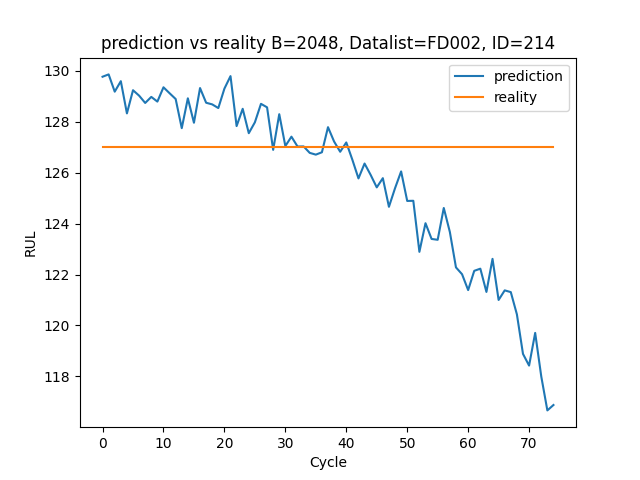 prediction vs reality B=2048, Datalist=FD002, ID=214
prediction
reality
RUL
130
128
126
124
122
120
118
0 10 20 30 40 50 60 70
Cycle